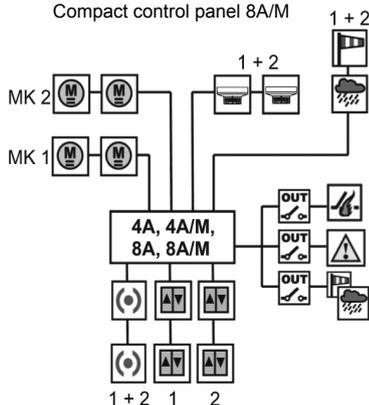 Compact control panel 8A/M
1 + 2
1 + 2
MK 2 M M
MK 1 M M
OUT
4A, 4A/M,
8A, 8A/M
OUT
OUT
1 + 2 1 2